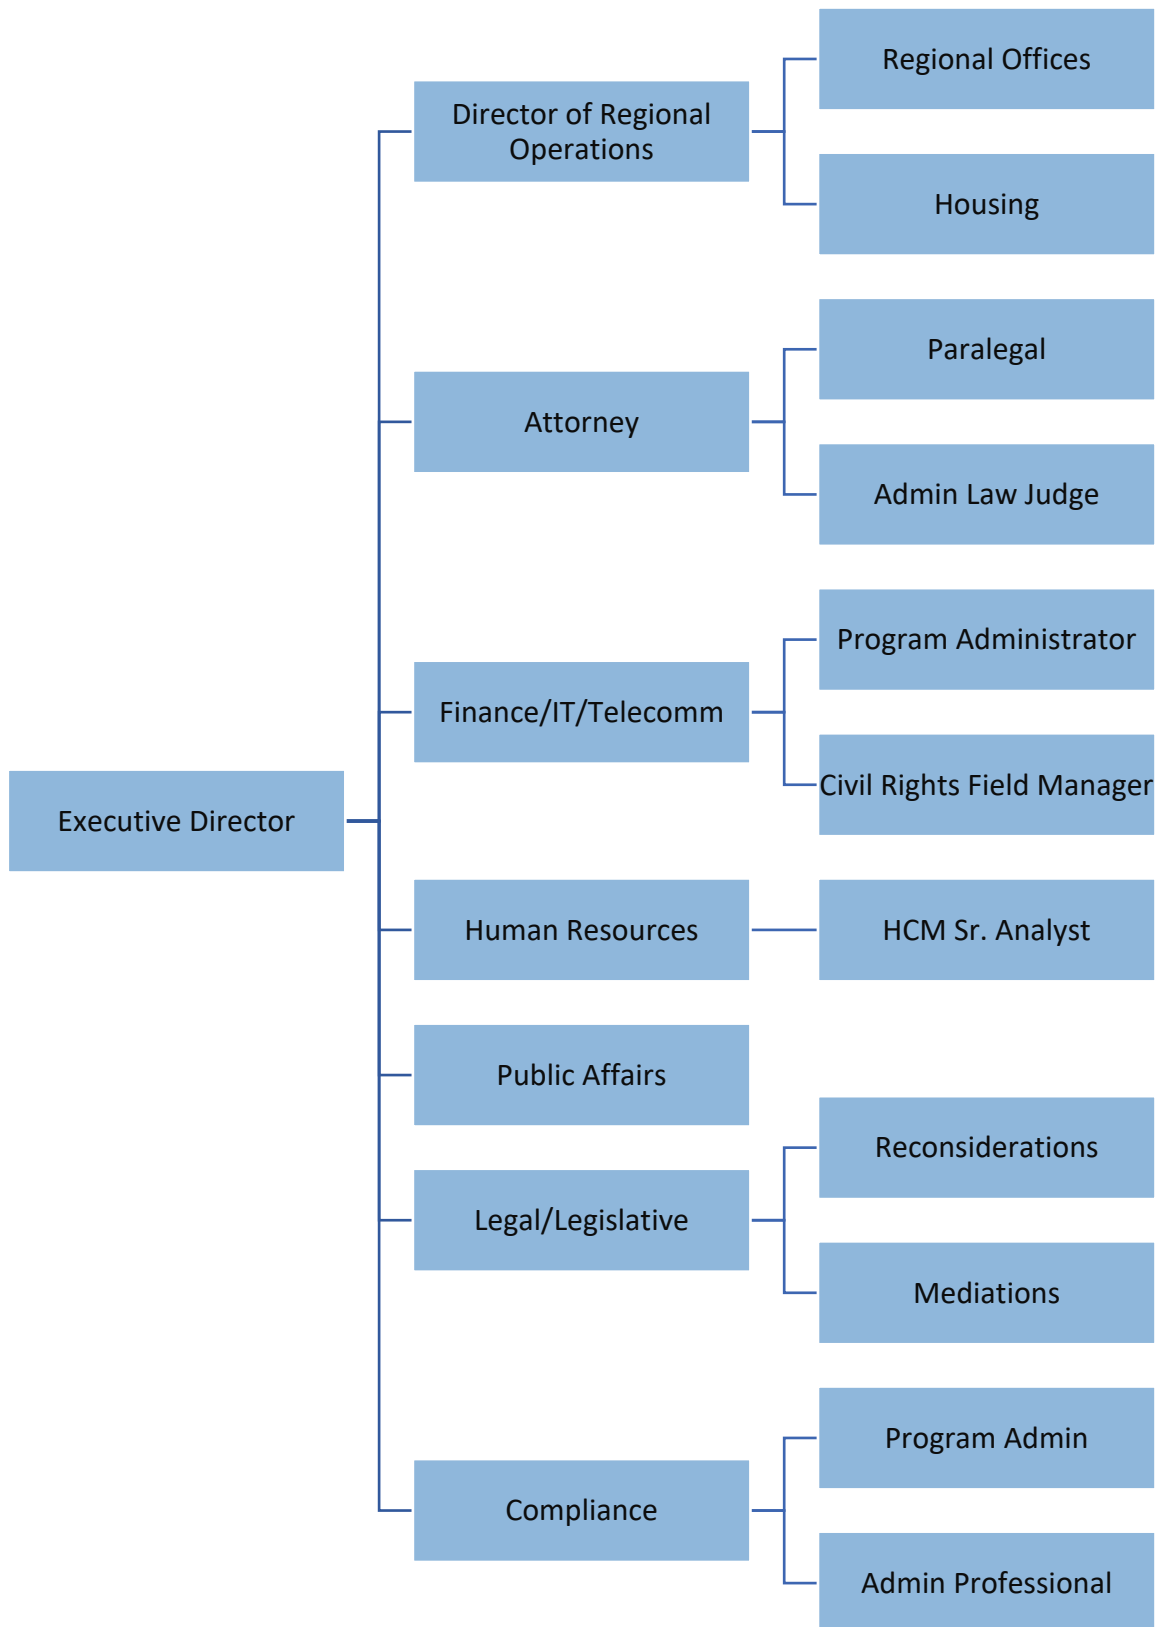 Executive Director
Director of Regional
Operations
Regional Offices
Housing
Attorney
Paralegal
Admin Law Judge
Finance/IT/Telecomm
Program Administrator
Civil Rights Field Manager
Human Resources
HCM Sr. Analyst
Public Affairs
Legal/Legislative
Reconsiderations
Mediations
Compliance
Program Admin
Admin Professional